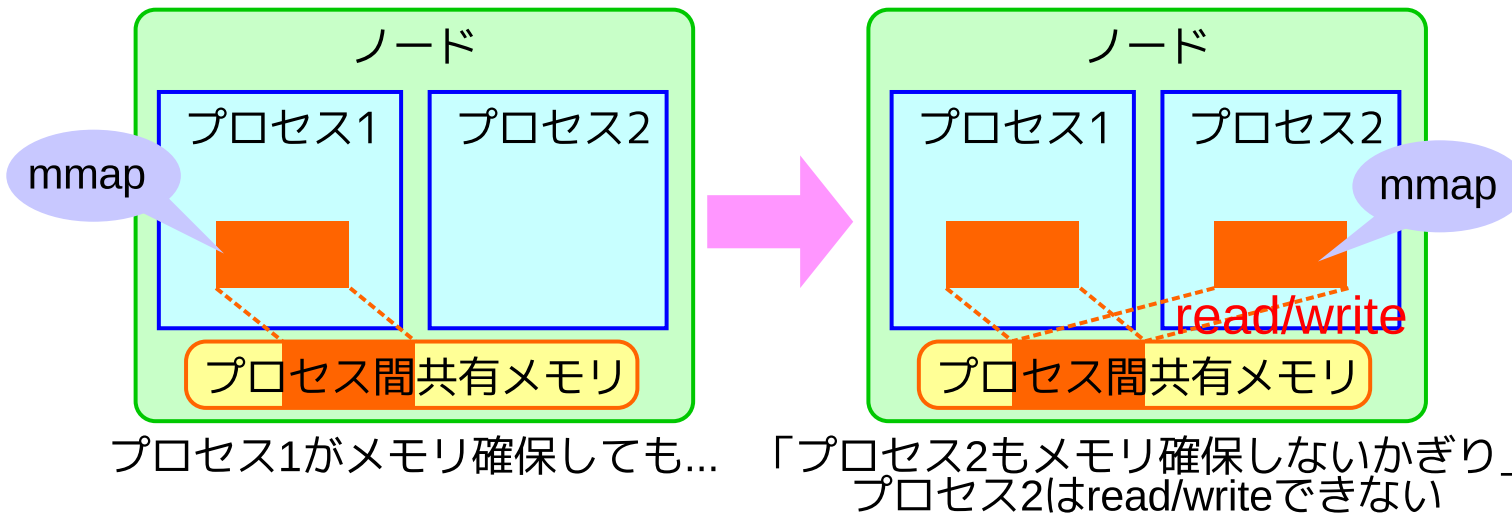 ノード
プロセス1
プロセス2
mmap
プロセス間共有メモリ
プロセス1がメモリ確保しても...
ノード
プロセス1
プロセス2
mmap
read/write
プロセス間共有メモリ
「プロセス2もメモリ確保しないかぎり」
プロセス2はread/writeできない